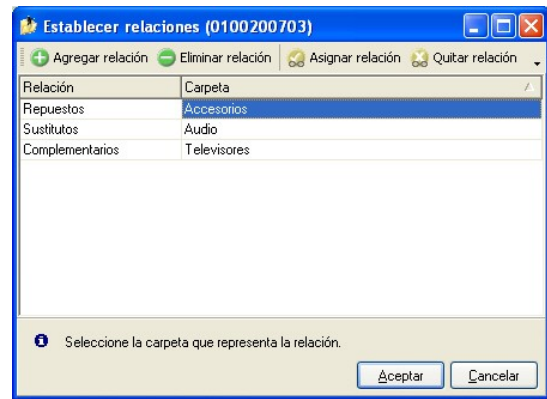 Establecer relaciones (0100200703)
Agregar relación Eliminar relación Asignar relación Quitar relación
Relación Carpeta
Repuestos Accesorios
Sustitutos Audio
Complementarios Televisores
Seleccione la carpeta que representa la relación.
Aceptar Cancelar